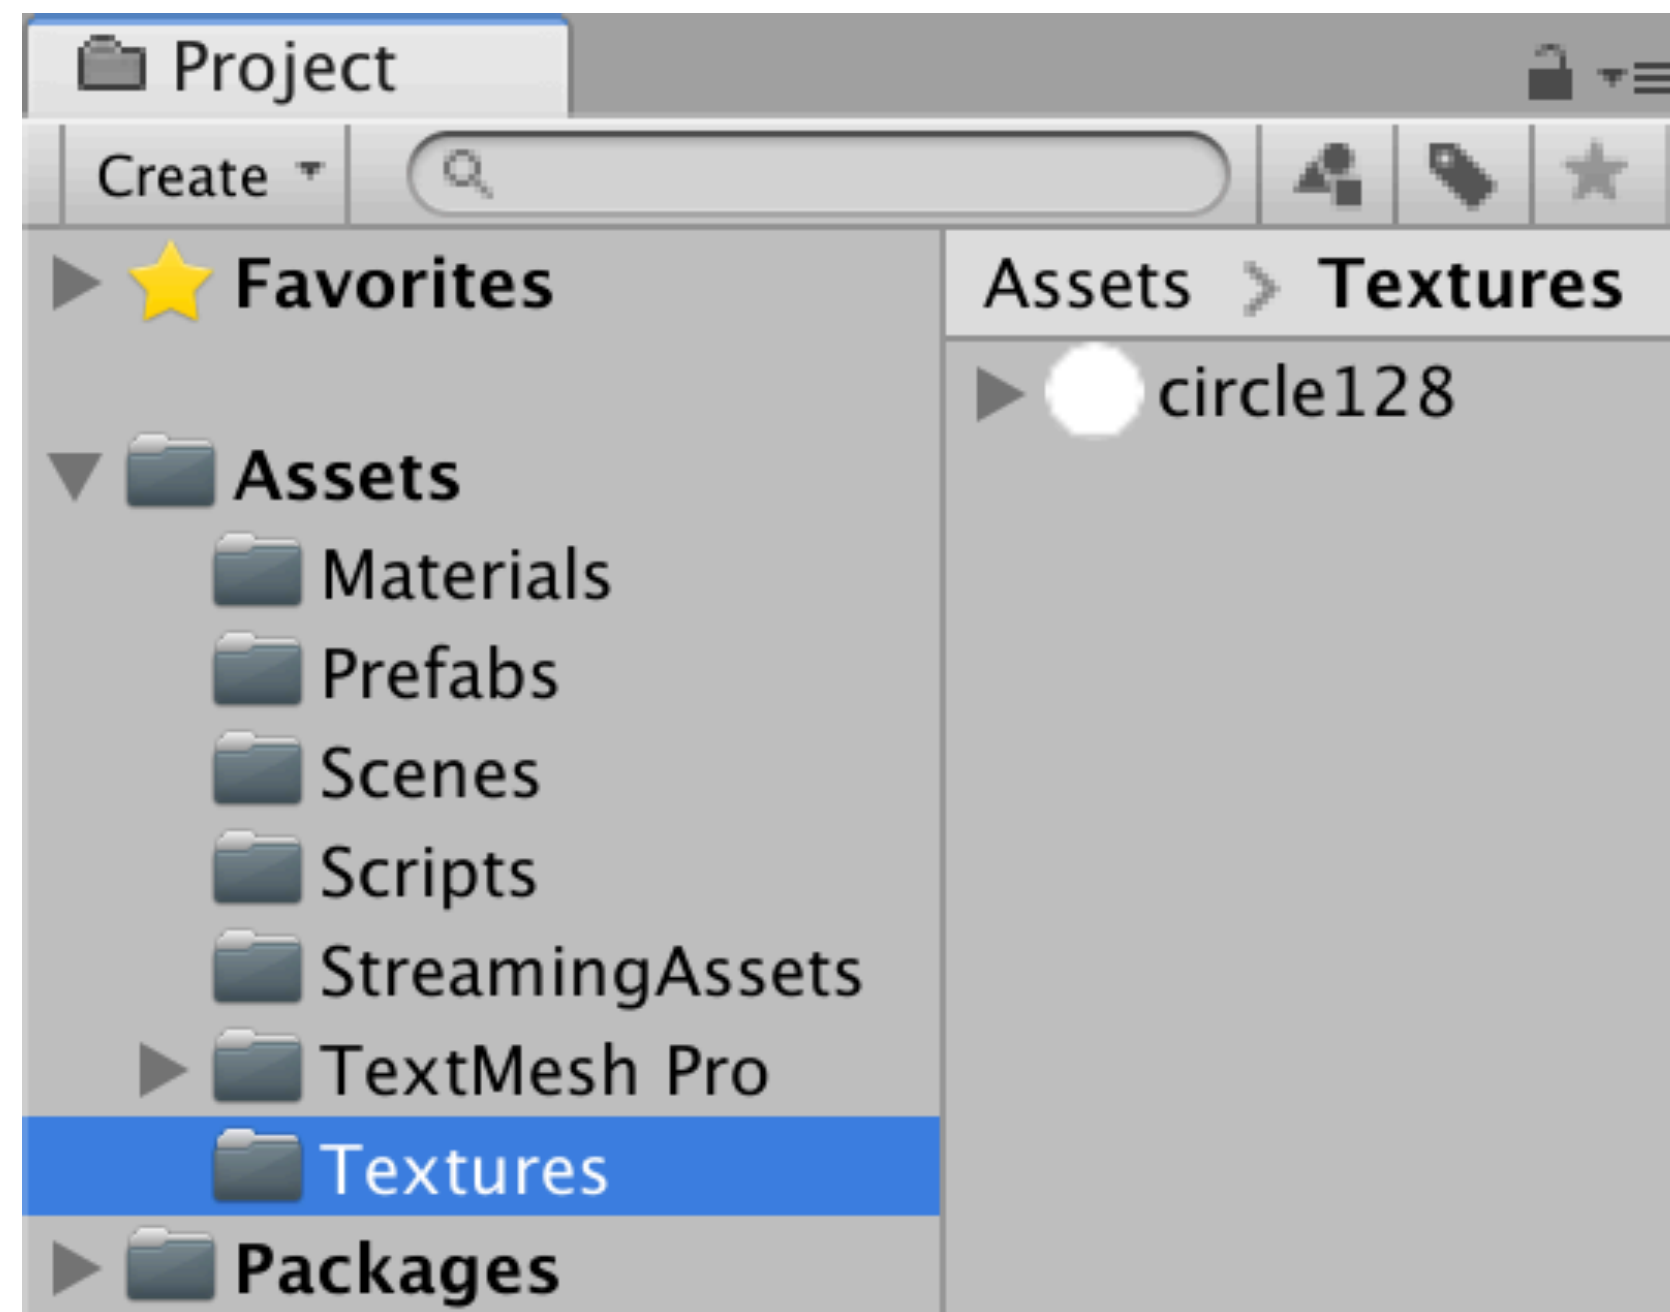 Project
Create
Favorites
Assets
Materials
Prefabs
Scenes
Scripts
StreamingAssets
TextMesh Pro
Textures
Packages
Assets > Textures
circle128